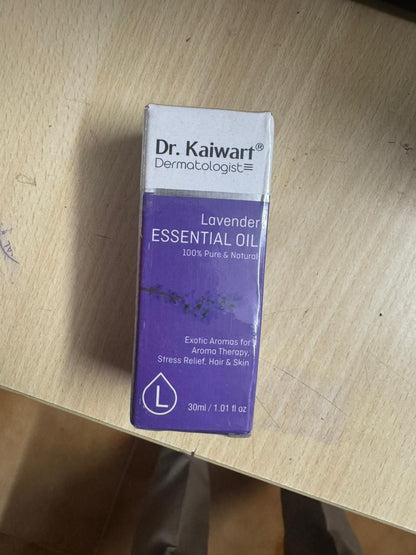 Dr. Kaiwart®
Dermatologist
Lavender
ESSENTIAL OIL
100% Pure & Natural
Exotic Aromas for
Aroma Therapy,
Stress Relief, Hair & Skin
L
30ml / 1.01 fl oz